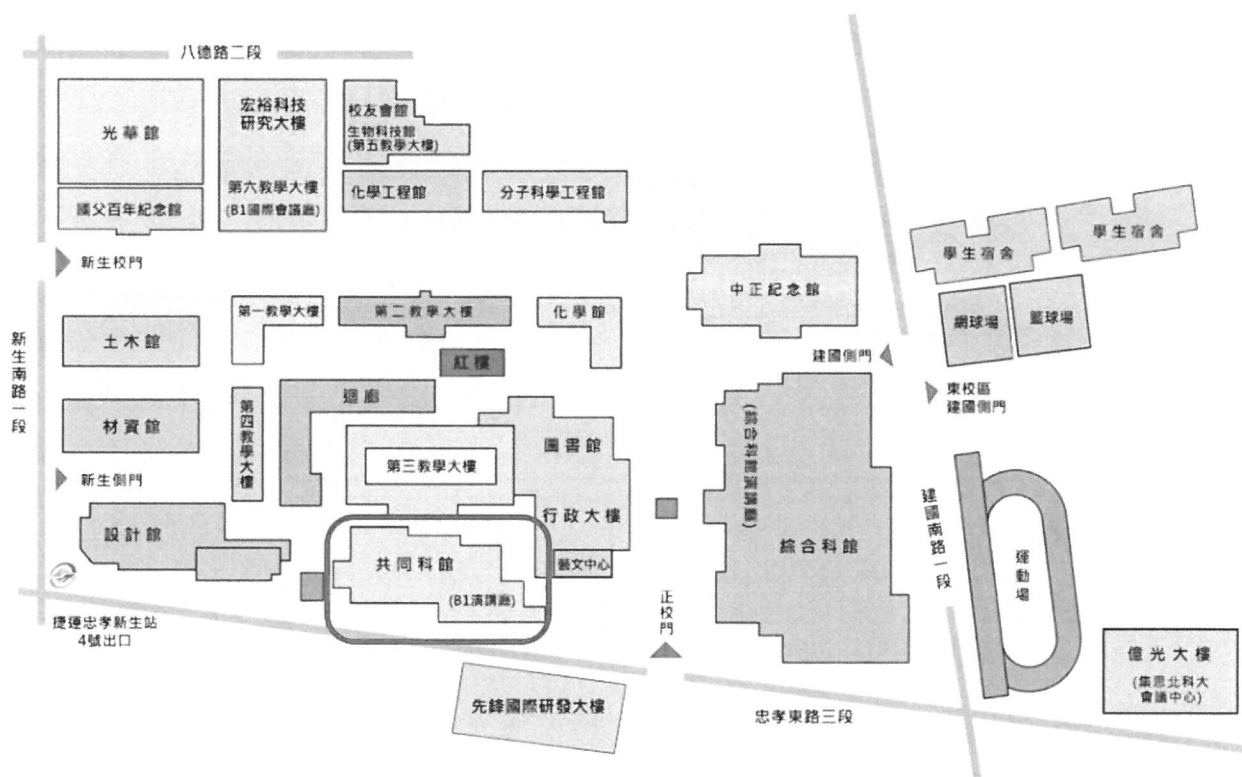 八德路二段
光華館
宏裕科技
研究大樓
校友會館
生物科技館
(第五教學大樓)
第六教學大樓
(B1國際會議廳)
化學工程館
分子科學工程館
國父百年紀念館
學生宿舍
學生宿舍
新生校門
中正紀念館
第一教學大樓
第二教學大樓
化學館
網球場
籃球場
土木館
紅樓
建國側門
新生南路一段
迴廊
東校區
建國側門
材資館
第四教學大樓
圖書館
(綜合科館演講廳)
第三教學大樓
新生側門
行政大樓
建國南路一段
設計館
綜合科館
共同科館
藝文中心
運動場
(B1演講廳)
正校門
捷運忠孝新生站
4號出口
億光大樓
(集思北科大
會議中心)
先鋒國際研發大樓
忠孝東路三段